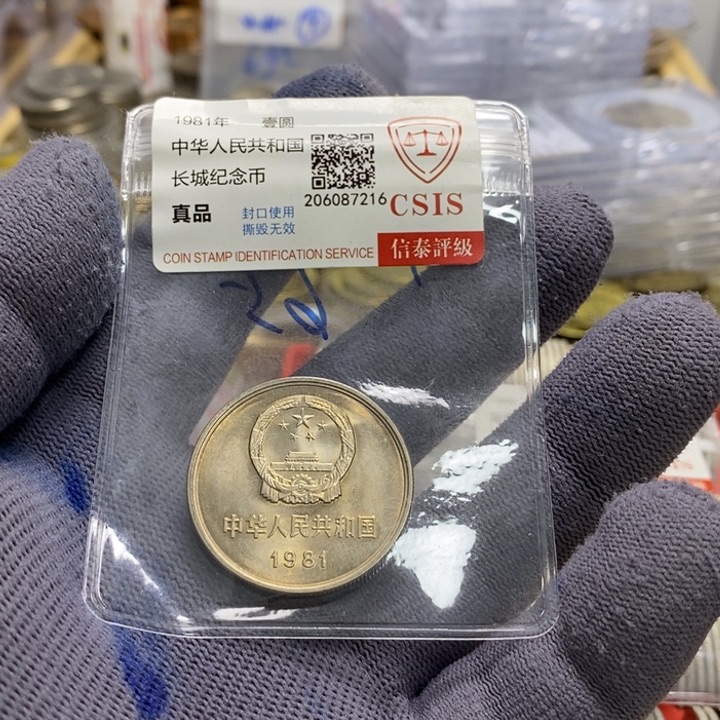 1981年 壹圆
中华人民共和国
长城纪念币
206087216
真品
封口使用
撕毁无效
CSIS
COIN STAMP IDENTIFICATION SERVICE
信泰評級
中华人民共和国
1981